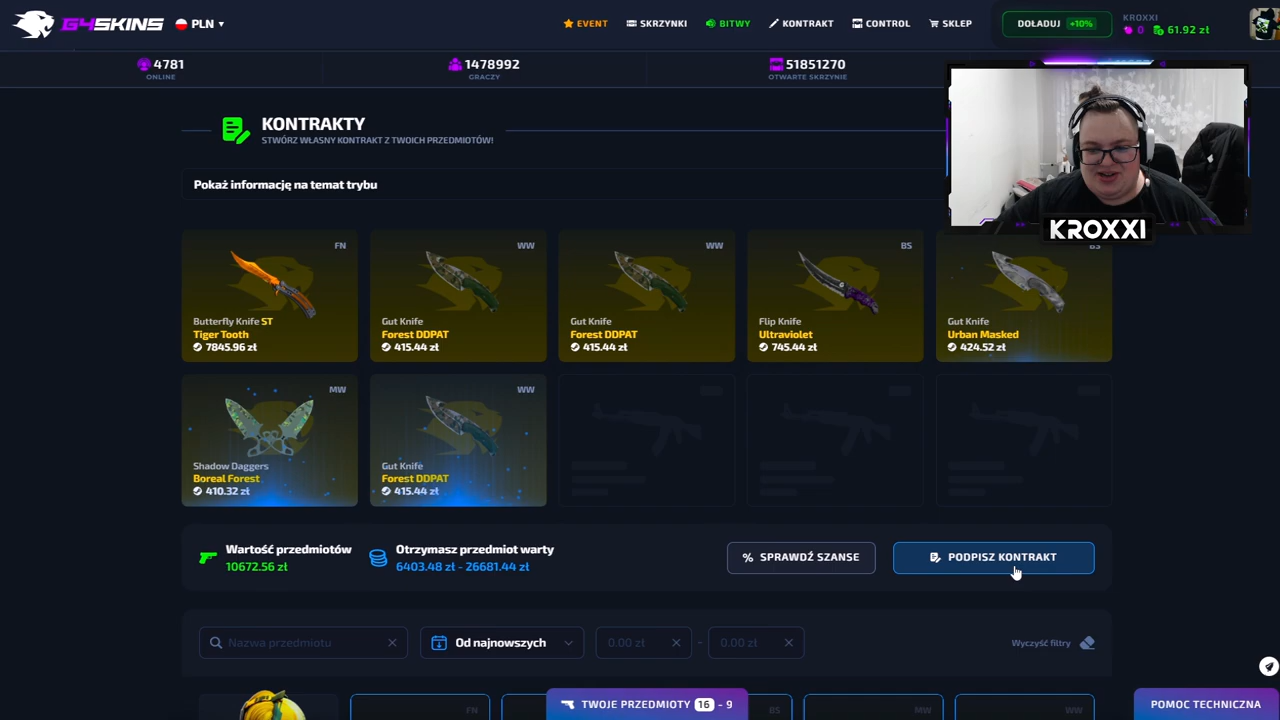 G4SKINS
PLN
EVENT
SKRZYNKI
BITWY
KONTRAKT
CONTROL
SKLEP
DOŁADUJ +10%
KROXXI
0 61.92 zł
4781
ONLINE
1478992
GRACZY
51851270
OTWARTE SKRZYNIE
KONTRAKTY
STWÓRZ WŁASNY KONTRAKT Z TWOICH PRZEDMIOTÓW!
Pokaż informację na temat trybu
KROXXI
FN
Butterfly Knife ST
Tiger Tooth
7845.96 zł
WW
Gut Knife
Forest DDPAT
415.44 zł
WW
Gut Knife
Forest DDPAT
415.44 zł
BS
Flip Knife
Ultraviolet
745.44 zł
BS
Gut Knife
Urban Masked
424.52 zł
MW
Shadow Daggers
Boreal Forest
410.32 zł
WW
Gut Knife
Forest DDPAT
415.44 zł
Wartość przedmiotów
10672.56 zł
Otrzymasz przedmiot warty
6403.48 zł - 26681.44 zł
% SPRAWDŹ SZANSE
PODPISZ KONTRAKT
Nazwa przedmiotu
Od najnowszych
0.00 zł
-
0.00 zł
Wyczyść filtry
FN
BS
MW
WW
TWOJE PRZEDMIOTY 16 - 9
POMOC TECHNICZNA